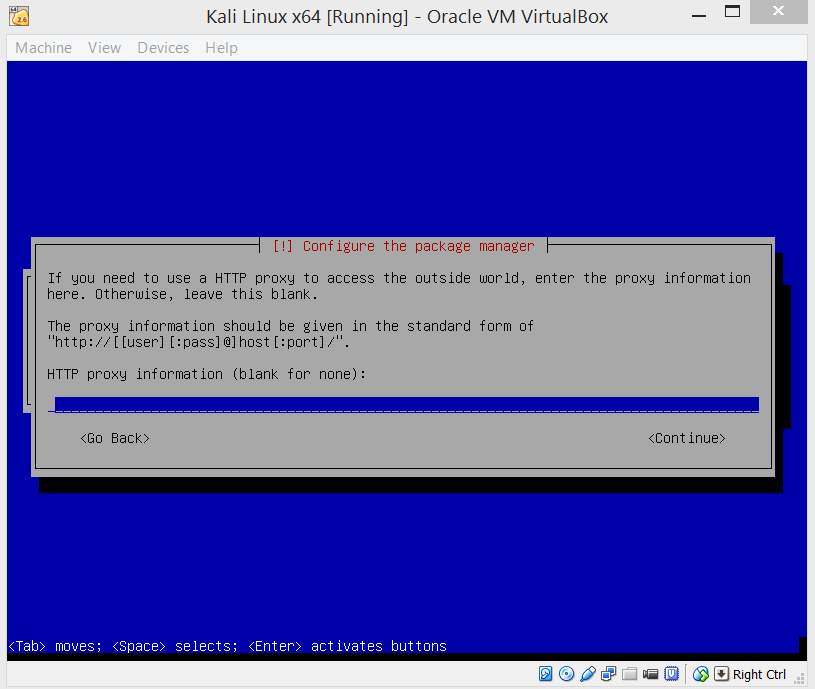 Kali Linux x64 [Running] - Oracle VM VirtualBox
Machine View Devices Help
[!] Configure the package manager
If you need to use a HTTP proxy to access the outside world, enter the proxy information
here. Otherwise, leave this blank.
The proxy information should be given in the standard form of
"http://[[user][:pass]@]host[:port]/".
HTTP proxy information (blank for none):
<Go Back> <Continue>
<Tab> moves; <Space> selects; <Enter> activates buttons
Right Ctrl